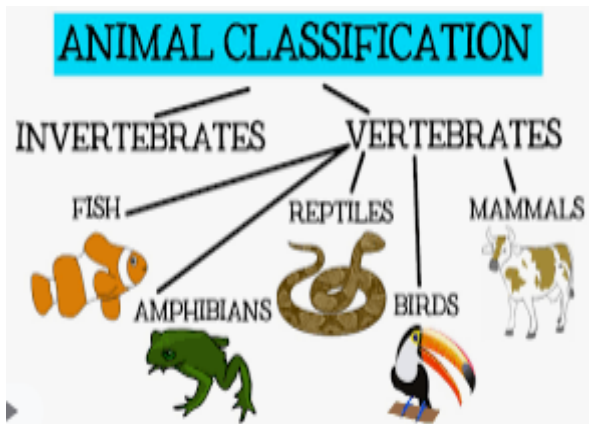 ANIMAL CLASSIFICATION
INVERTEBRATES VERTEBRATES
FISH REPTILES MAMMALS
AMPHIBIANS BIRDS